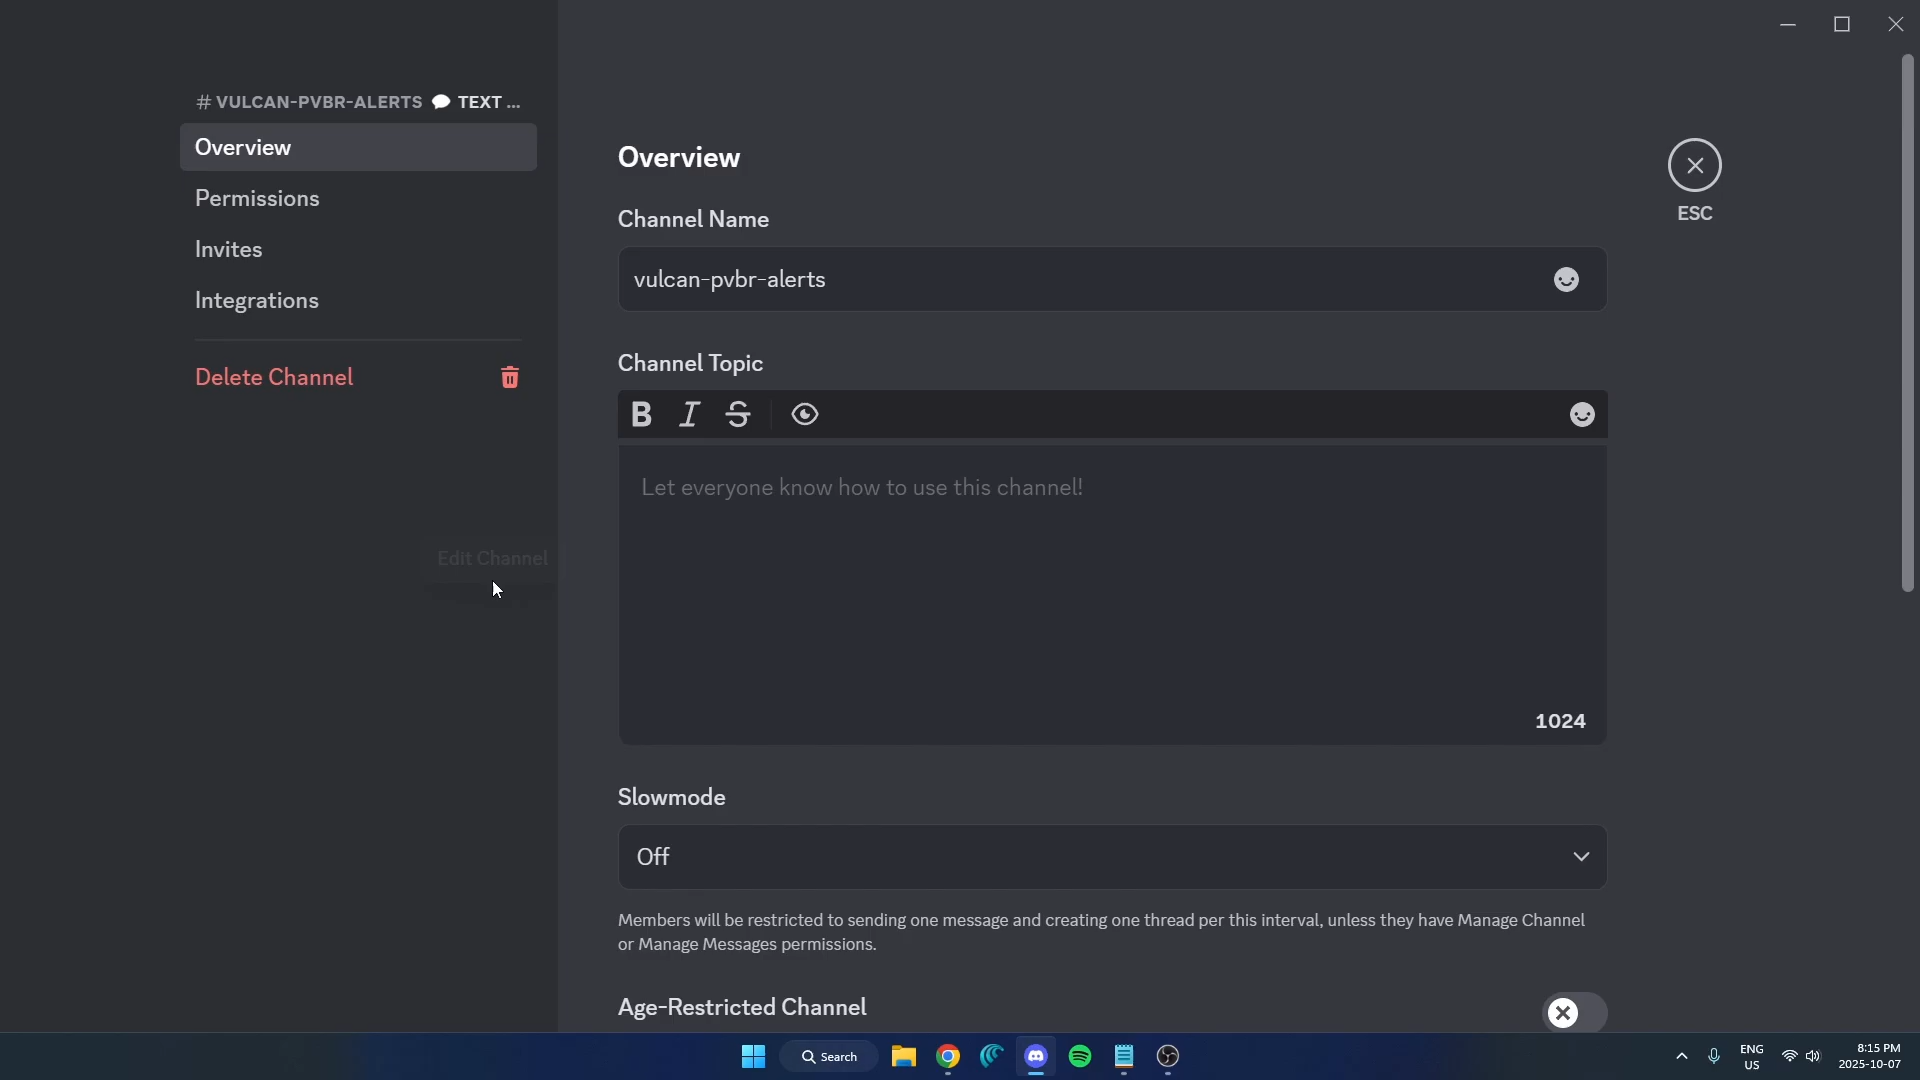 # VULCAN-PVBR-ALERTS TEXT ...
Overview
Permissions
Invites
Integrations
Delete Channel
Edit Channel
Overview
ESC
Channel Name
vulcan-pvbr-alerts
Channel Topic
B I S
Let everyone know how to use this channel!
1024
Slowmode
Off
Members will be restricted to sending one message and creating one thread per this interval, unless they have Manage Channel
or Manage Messages permissions.
Age-Restricted Channel
Search
ENG
US
8:15 PM
2025-10-07